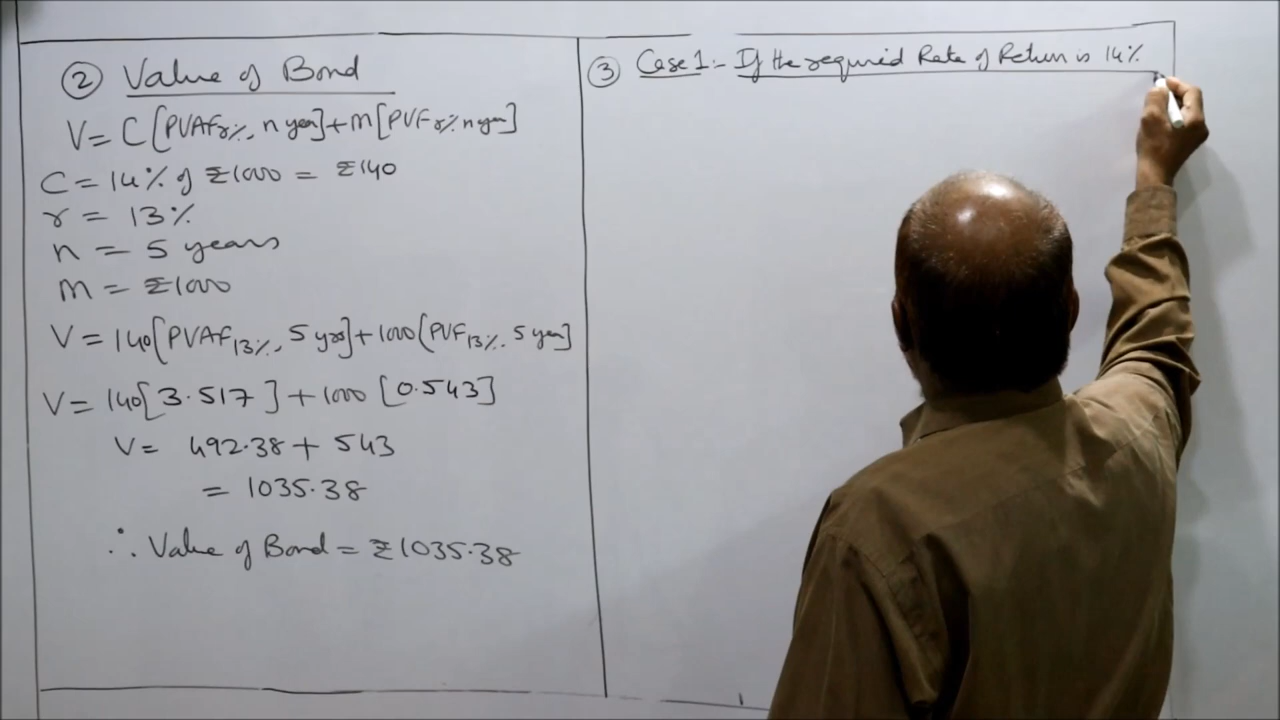 ② Value of Bond
V = C [PVAF r%, n year] + M [PVF r% n year]
C = 14% of ₹1000 = ₹140
r = 13%
n = 5 years
M = ₹1000
V = 140 [PVAF 13%, 5 yrs] + 1000 [PVF 13%, 5 year]
V = 140 [3.517] + 1000 [0.543]
V = 492.38 + 543
= 1035.38
∴ Value of Bond = ₹1035.38
③ Case 1:- If the required Rate of Return is 14%